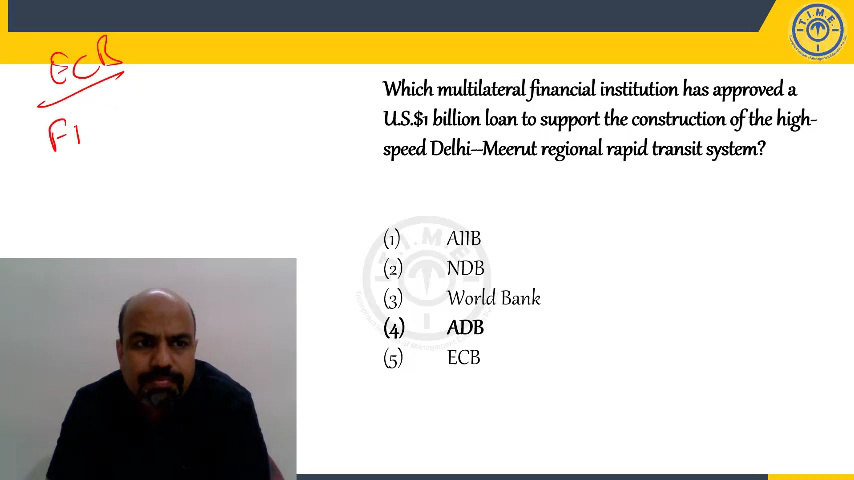 T.I.M.E.
ECB
FI
Which multilateral financial institution has approved a
U.S.$1 billion loan to support the construction of the high-
speed Delhi–Meerut regional rapid transit system?
(1) AIIB
(2) NDB
(3) World Bank
(4) ADB
(5) ECB
T.I.M.E.